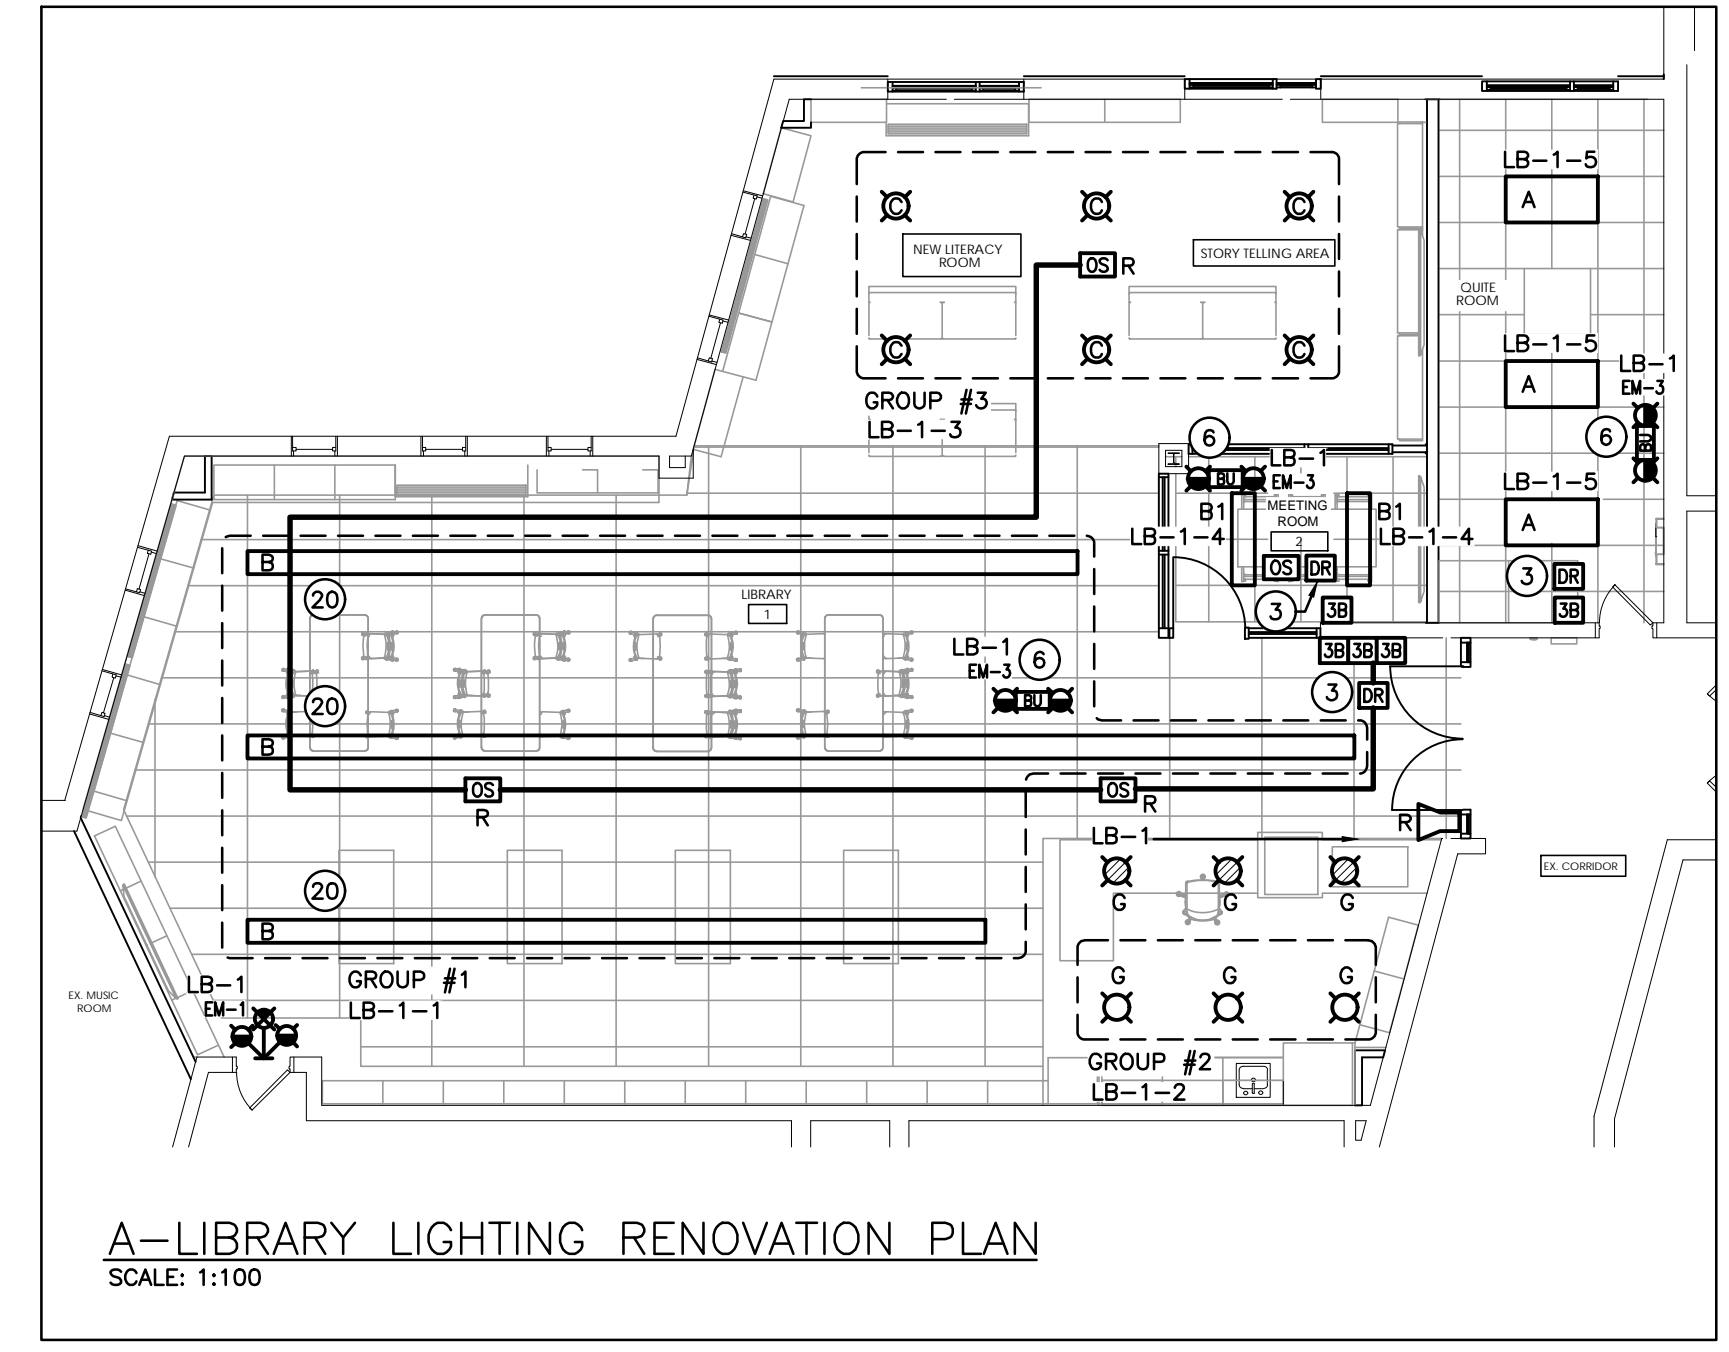 LB-1-5
A
C C C
NEW LITERACY
ROOM
STORY TELLING AREA
OS R
QUITE
ROOM
C C C
LB-1-5
A
LB-1
EM-3
GROUP #3
LB-1-3
6
BU
6
LB-1
EM-3
BU
LB-1-5
A
MEETING
ROOM
2
B1
LB-1-4
B1
LB-1-4
OS DR
3
3B
3
DR
3B
B
20
LIBRARY
1
LB-1
EM-3
6
BU
3B 3B 3B
3
DR
20
B
OS
R
OS
R
R
LB-1
20
G G G
B
G G G
GROUP #1
LB-1-1
EX. CORRIDOR
EX. MUSIC
ROOM
LB-1
EM-1
GROUP #2
LB-1-2
A-LIBRARY LIGHTING RENOVATION PLAN
SCALE: 1:100